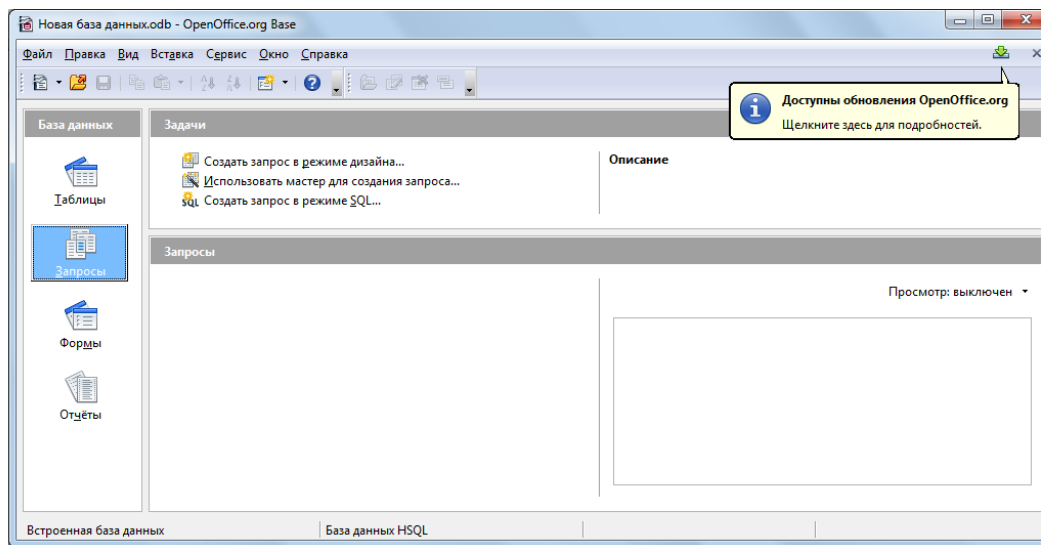 Новая база данных.odb - OpenOffice.org Base
Файл Правка Вид Вставка Сервис Окно Справка
Доступны обновления OpenOffice.org
Щелкните здесь для подробностей.
База данных
Таблицы
Запросы
Формы
Отчёты
Задачи
Создать запрос в режиме дизайна...
Использовать мастер для создания запроса...
SQL Создать запрос в режиме SQL...
Описание
Запросы
Просмотр: выключен
Встроенная база данных
База данных HSQL